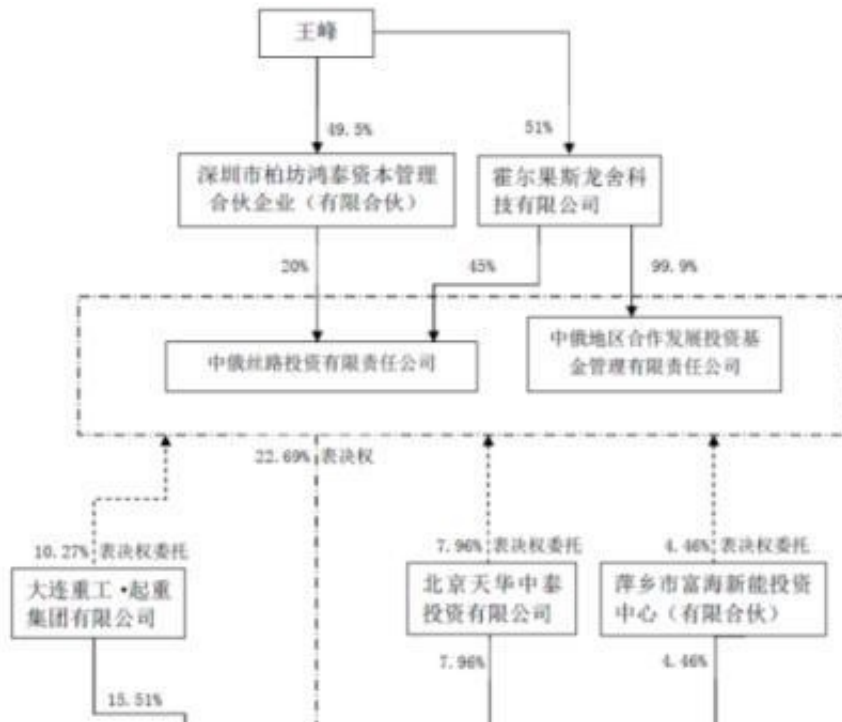 王峰
49.5%
51%
深圳市柏坊鸿泰资本管理
合伙企业（有限合伙）
霍尔果斯龙舍科
技有限公司
20%
45%
99.9%
中俄丝路投资有限责任公司
中俄地区合作发展投资基
金管理有限责任公司
22.69% 表决权
10.27% 表决权委托
7.96% 表决权委托
4.46% 表决权委托
大连重工•起重
集团有限公司
北京天华中泰
投资有限公司
萍乡市富海新能投资
中心（有限合伙）
15.51%
7.96%
4.46%